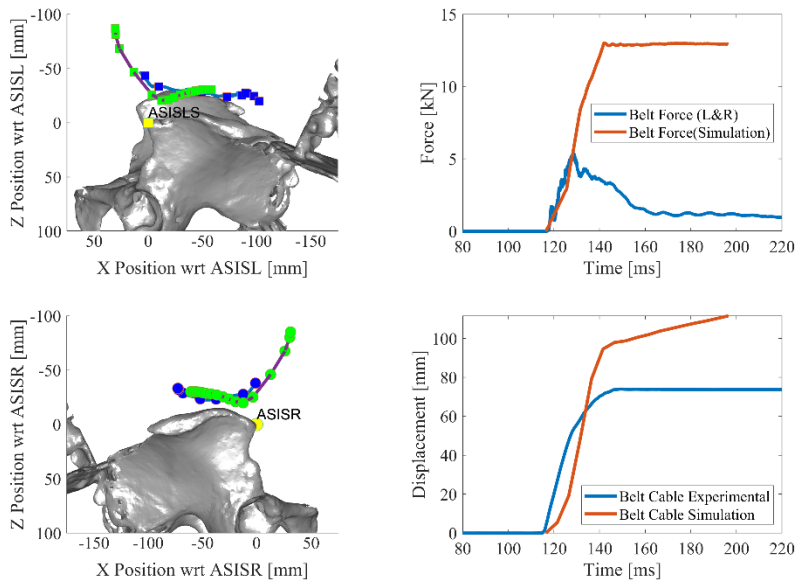 -100
-50
0
50
100
Z Position wrt ASISL [mm]
ASISLS
50 0 -50 -100 -150
X Position wrt ASISL [mm]
15
10
5
0
Force [kN]
Belt Force (L&R)
Belt Force(Simulation)
80 100 120 140 160 180 200 220
Time [ms]
-100
-50
0
50
100
Z Position wrt ASISR [mm]
ASISR
-150 -100 -50 0 50
X Position wrt ASISR [mm]
100
80
60
40
20
0
Displacement [mm]
Belt Cable Experimental
Belt Cable Simulation
80 100 120 140 160 180 200 220
Time [ms]